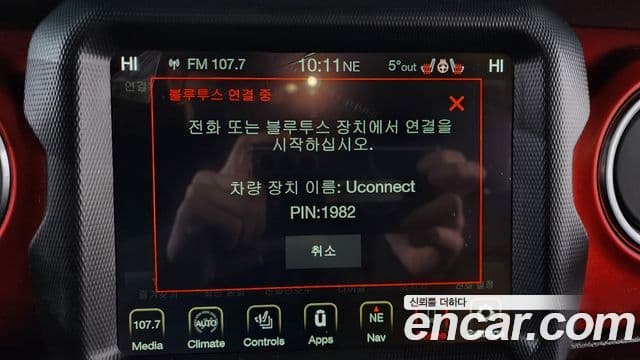 HI FM 107.7 10:11 NE 5°out HI
연결
블루투스 연결 중
전화 또는 블루투스 장치에서 연결을
시작하십시오.
차량 장치 이름: Uconnect
PIN:1982
취소
107.7 AUTO NE
Media Climate Controls Apps Nav
신뢰를 더하다
encar.com